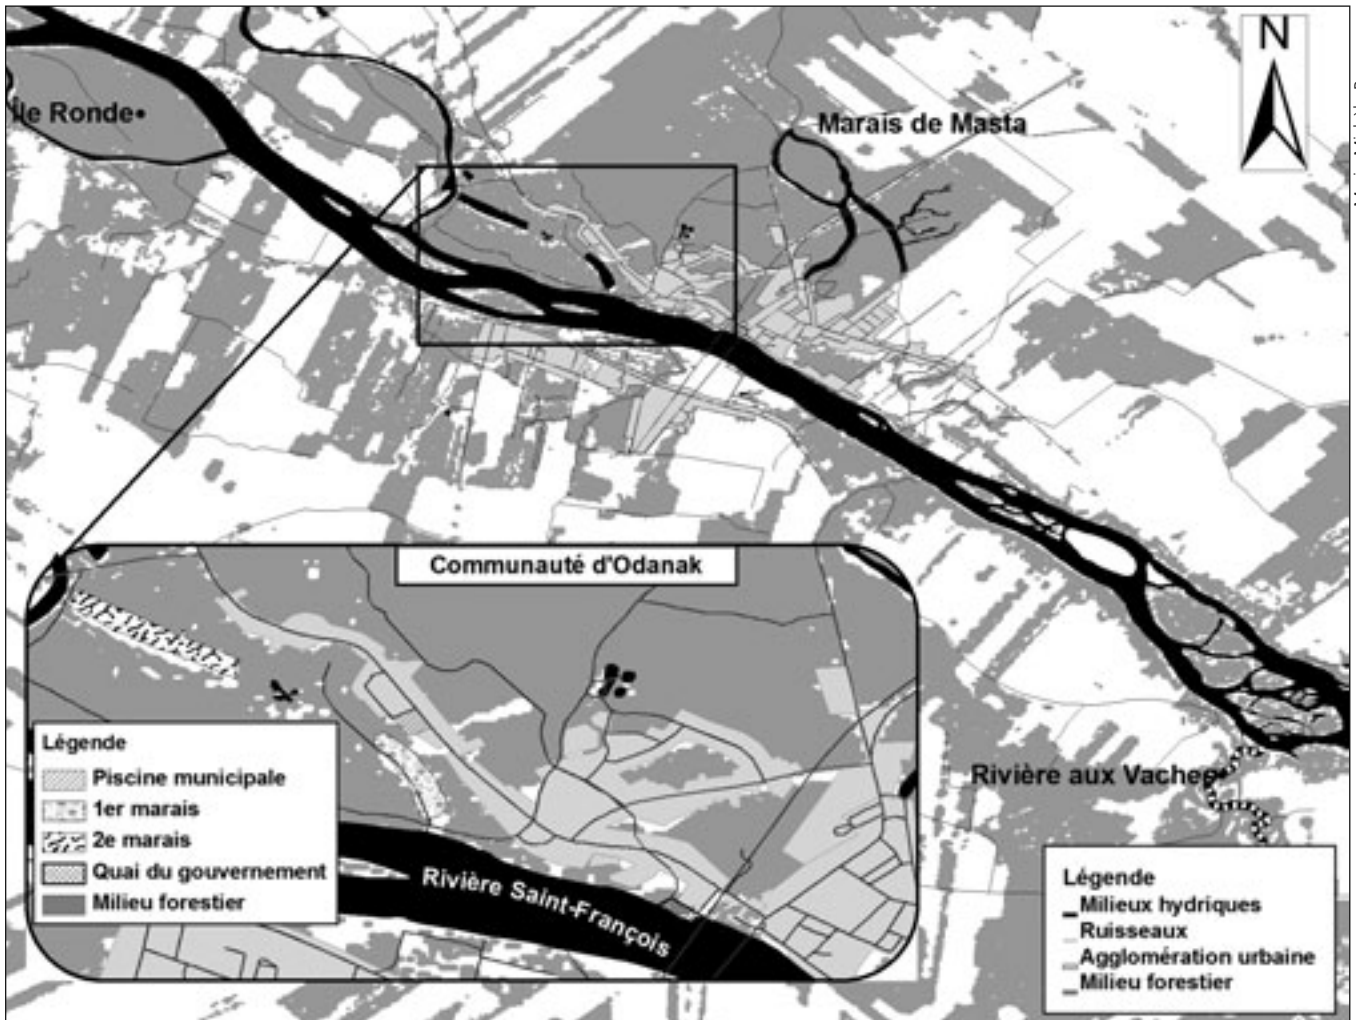 N
Île Ronde
Marais de Masta
Communauté d'Odanak
Légende
Piscine municipale
1er marais
2e marais
Quai du gouvernement
Milieu forestier
Rivière Saint-François
Rivière aux Vaches
Légende
Milieux hydriques
Ruisseaux
Agglomération urbaine
Milieu forestier